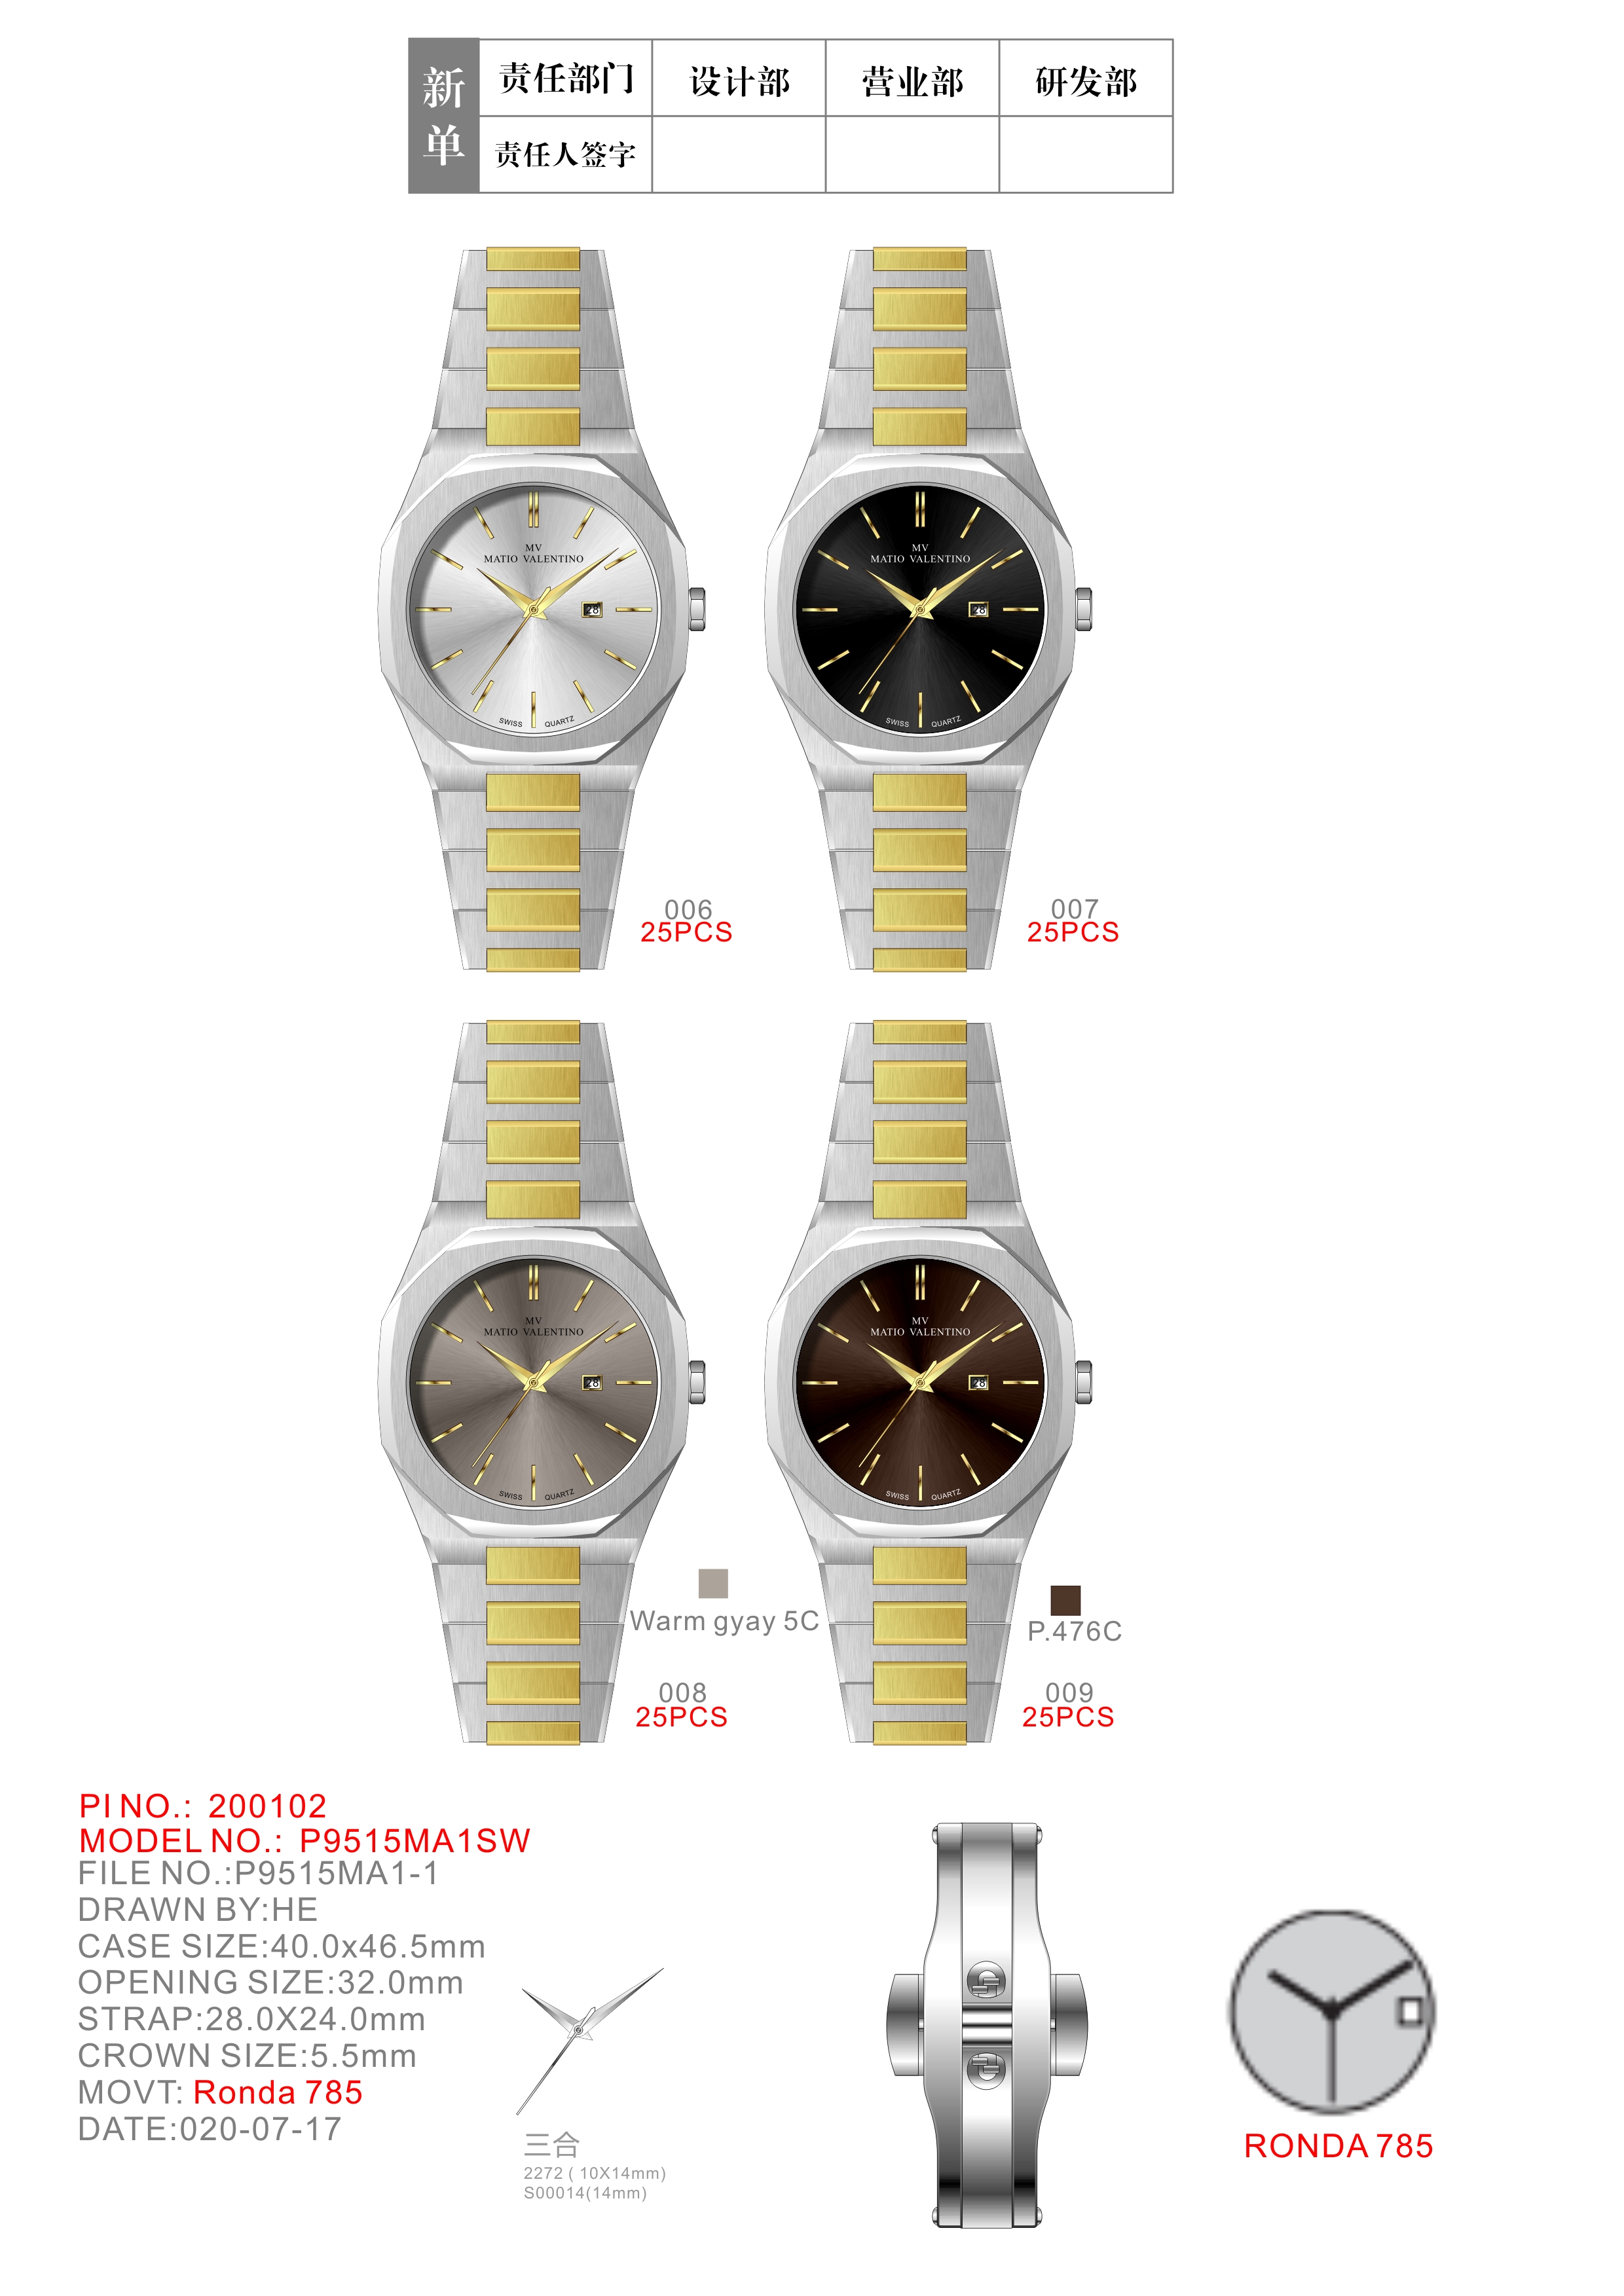 新单
责任部门 设计部 营业部 研发部
责任人签字
MV
MATIO VALENTINO
28
SWISS QUARTZ
006
25PCS
MV
MATIO VALENTINO
28
SWISS QUARTZ
007
25PCS
MV
MATIO VALENTINO
28
SWISS QUARTZ
Warm gyay 5C
008
25PCS
MV
MATIO VALENTINO
28
SWISS QUARTZ
P.476C
009
25PCS
PI NO.: 200102
MODEL NO.: P9515MA1SW
FILE NO.:P9515MA1-1
DRAWN BY:HE
CASE SIZE:40.0x46.5mm
OPENING SIZE:32.0mm
STRAP:28.0X24.0mm
CROWN SIZE:5.5mm
MOVT: Ronda 785
DATE:020-07-17
三合
2272 ( 10X14mm)
S00014(14mm)
RONDA 785